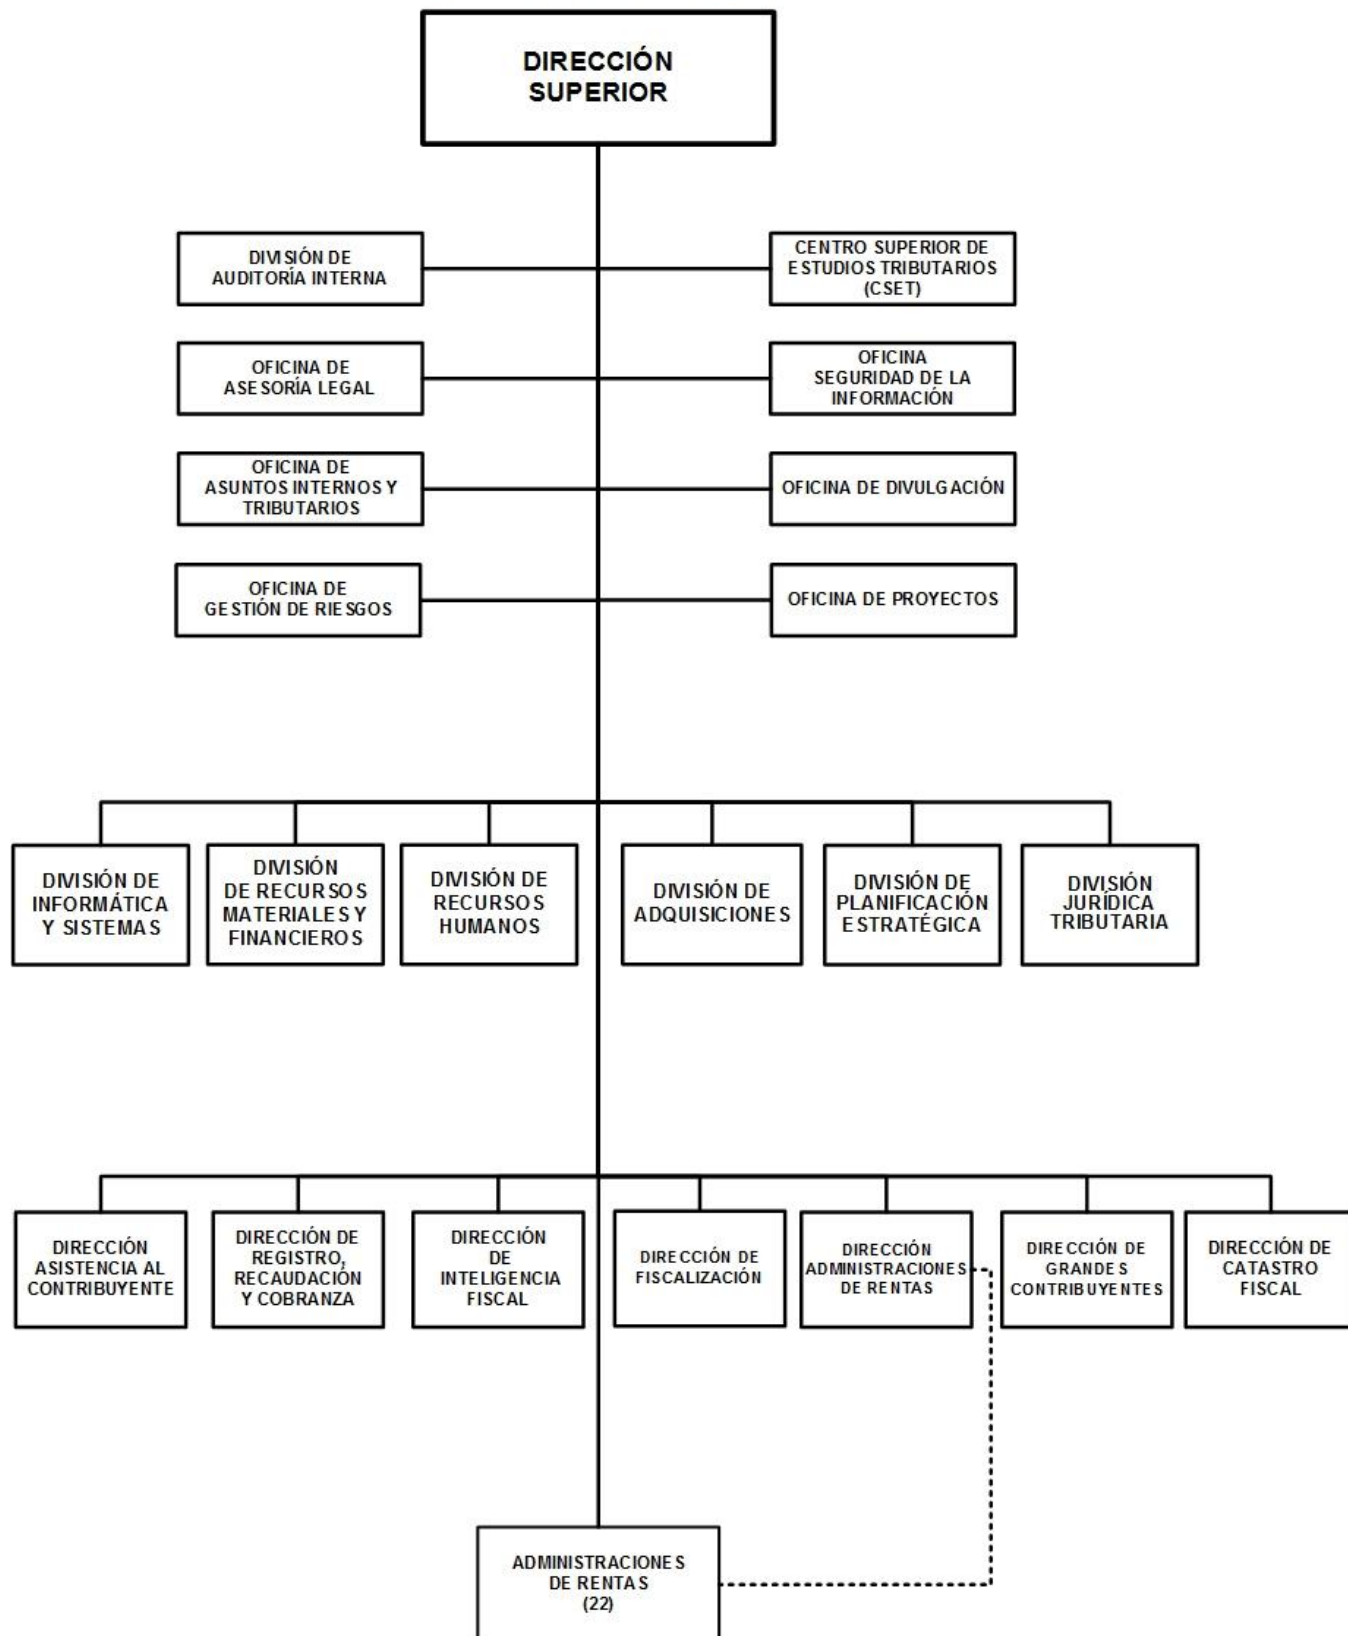 DIRECCIÓN
SUPERIOR
DIVISIÓN DE
AUDITORÍA INTERNA
CENTRO SUPERIOR DE
ESTUDIOS TRIBUTARIOS
(CSET)
OFICINA DE
ASESORÍA LEGAL
OFICINA
SEGURIDAD DE LA
INFORMACIÓN
OFICINA DE
ASUNTOS INTERNOS Y
TRIBUTARIOS
OFICINA DE DIVULGACIÓN
OFICINA DE
GESTIÓN DE RIESGOS
OFICINA DE PROYECTOS
DIVISIÓN DE
INFORMÁTICA
Y SISTEMAS
DIVISIÓN
DE RECURSOS
MATERIALES Y
FINANCIEROS
DIVISIÓN DE
RECURSOS
HUMANOS
DIVISIÓN DE
ADQUISICIONES
DIVISIÓN DE
PLANIFICACIÓN
ESTRATÉGICA
DIVISIÓN
JURÍDICA
TRIBUTARIA
DIRECCIÓN
ASISTENCIA AL
CONTRIBUYENTE
DIRECCIÓN DE
REGISTRO,
RECAUDACIÓN
Y COBRANZA
DIRECCIÓN
DE
INTELIGENCIA
FISCAL
DIRECCIÓN DE
FISCALIZACIÓN
DIRECCIÓN
ADMINISTRACIONES
DE RENTAS
DIRECCIÓN DE
GRANDES
CONTRIBUYENTES
DIRECCIÓN DE
CATASTRO
FISCAL
ADMINISTRACIONES
DE RENTAS
(22)